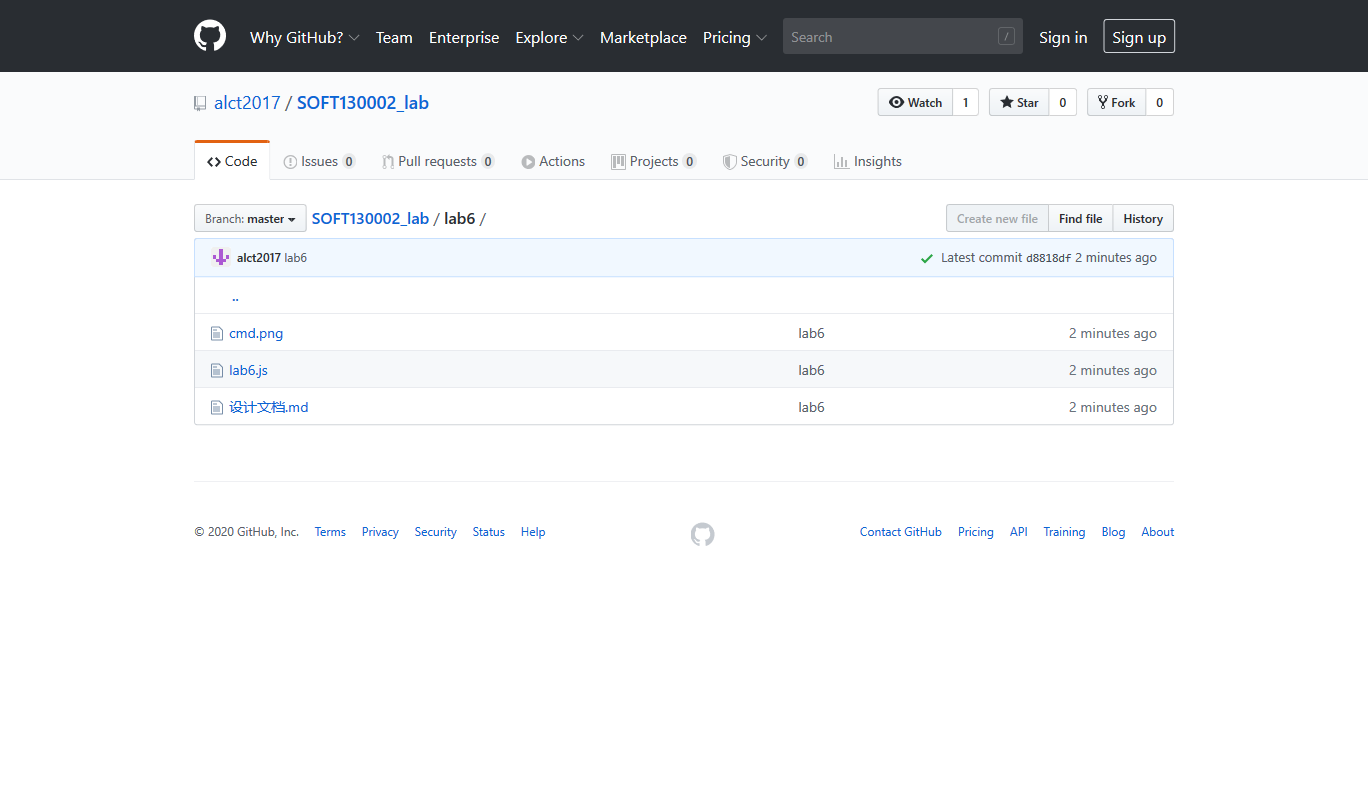 Why GitHub? Team Enterprise Explore Marketplace Pricing Search / Sign in Sign up
alct2017 / SOFT130002_lab Watch 1 Star 0 Fork 0
Code Issues 0 Pull requests 0 Actions Projects 0 Security 0 Insights
Branch: master SOFT130002_lab / lab6 / Create new file Find file History
alct2017 lab6 Latest commit d8818df 2 minutes ago
..
cmd.png lab6 2 minutes ago
lab6.js lab6 2 minutes ago
设计文档.md lab6 2 minutes ago
© 2020 GitHub, Inc. Terms Privacy Security Status Help Contact GitHub Pricing API Training Blog About